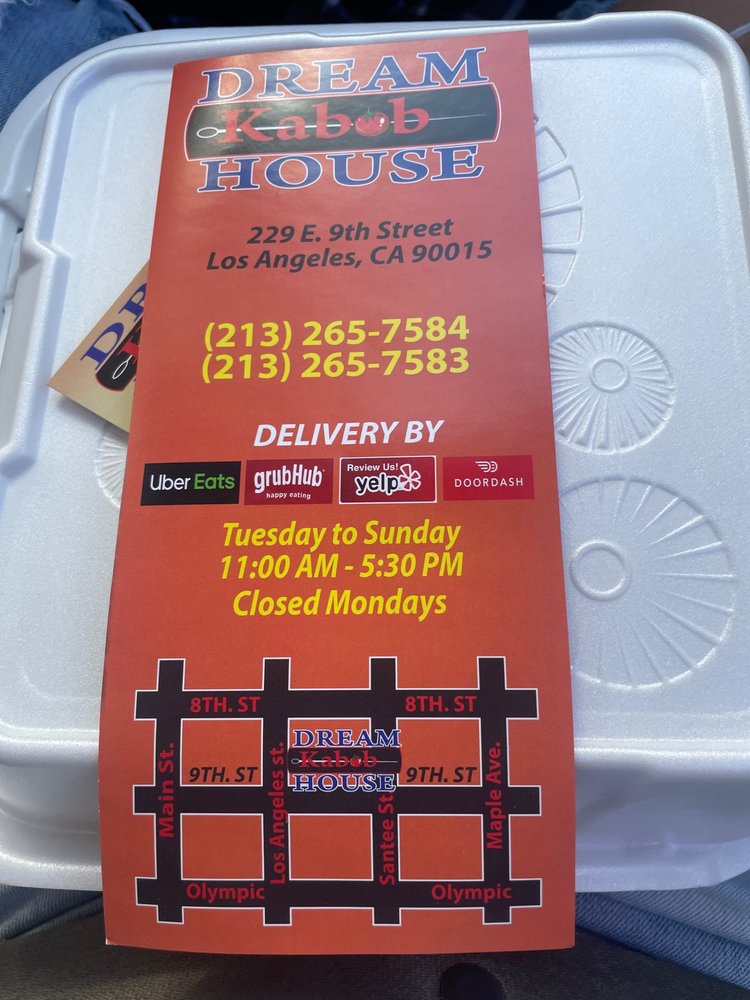 DREAM
Kabob
HOUSE
229 E. 9th Street
Los Angeles, CA 90015
(213) 265-7584
(213) 265-7583
DELIVERY BY
Uber Eats
grubHub
happy eating
Review Us!
yelp
DOORDASH
Tuesday to Sunday
11:00 AM - 5:30 PM
Closed Mondays
8TH. ST
8TH. ST
DREAM
Kabob
HOUSE
9TH. ST
9TH. ST
Main St.
Los Angeles st.
Santee St.
Maple Ave.
Olympic
Olympic
DR